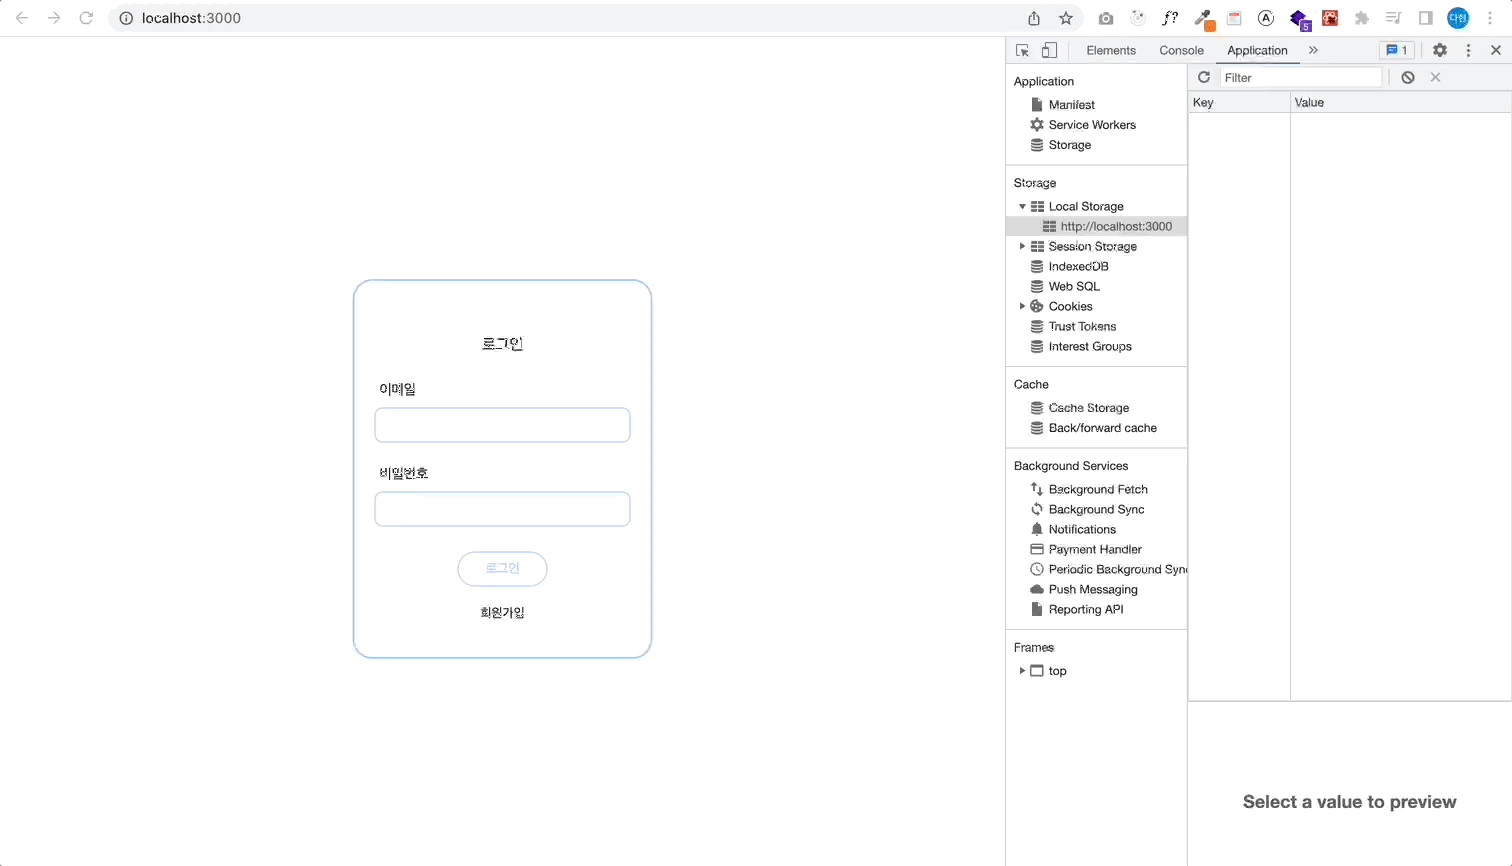 localhost:3000
f?
A
5
다현
로그인
이메일
비밀번호
로그인
회원가입
Elements
Console
Application
1
Application
Manifest
Service Workers
Storage
Storage
Local Storage
http://localhost:3000
Session Storage
IndexedDB
Web SQL
Cookies
Trust Tokens
Interest Groups
Cache
Cache Storage
Back/forward cache
Background Services
Background Fetch
Background Sync
Notifications
Payment Handler
Periodic Background Sync
Push Messaging
Reporting API
Frames
top
Filter
Key Value
Select a value to preview